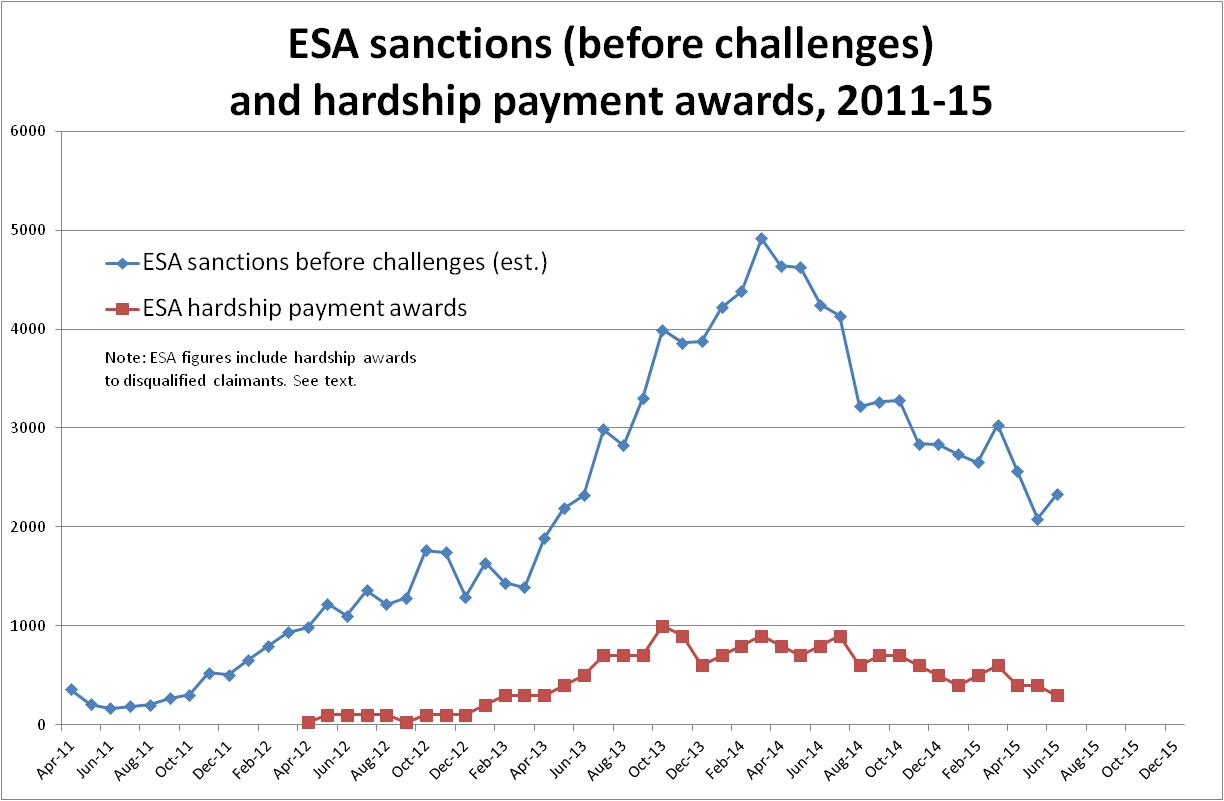 ESA sanctions (before challenges)
and hardship payment awards, 2011-15
6000
5000
4000
3000
2000
1000
0
ESA sanctions before challenges (est.)
ESA hardship payment awards
Note: ESA figures include hardship awards
to disqualified claimants. See text.
Apr-11
Jun-11
Aug-11
Oct-11
Dec-11
Feb-12
Apr-12
Jun-12
Aug-12
Oct-12
Dec-12
Feb-13
Apr-13
Jun-13
Aug-13
Oct-13
Dec-13
Feb-14
Apr-14
Jun-14
Aug-14
Oct-14
Dec-14
Feb-15
Apr-15
Jun-15
Aug-15
Oct-15
Dec-15